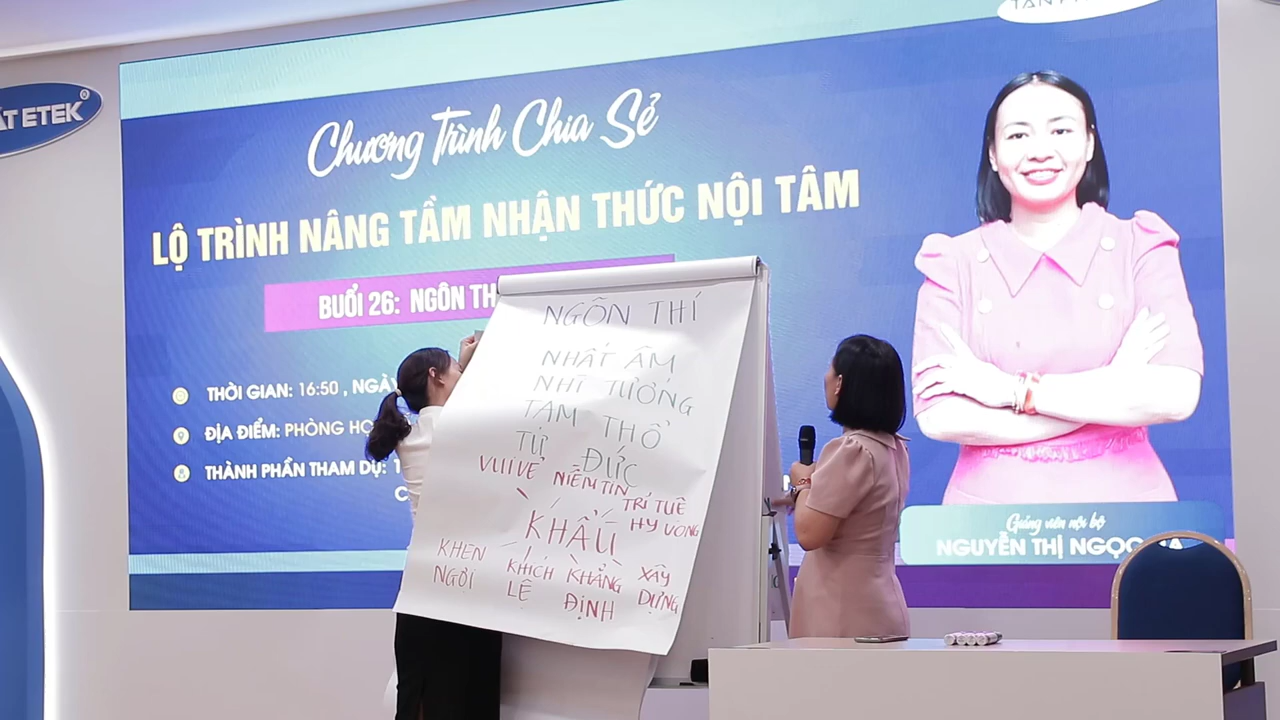 ẤT ETEK
Chương Trình Chia Sẻ
LỘ TRÌNH NÂNG TẦM NHẬN THỨC NỘI TÂM
BUỔI 26: NGÔN TH
THỜI GIAN: 16:50 , NGÀY
ĐỊA ĐIỂM: PHÒNG HỌ
THÀNH PHẦN THAM DỰ:
NGÔN THÍ
NHẤT ÂM
NHĨ TƯỚNG
TAM THỔ
TỨ ĐỨC
VUI VẺ NIỀM TIN
TRÍ TUỆ
HY VỌNG
KHẨU
KHEN NGỢI
KHÍCH LỆ
KHẲNG ĐỊNH
XÂY DỰNG
Giảng viên nội bộ
NGUYỄN THỊ NGỌC